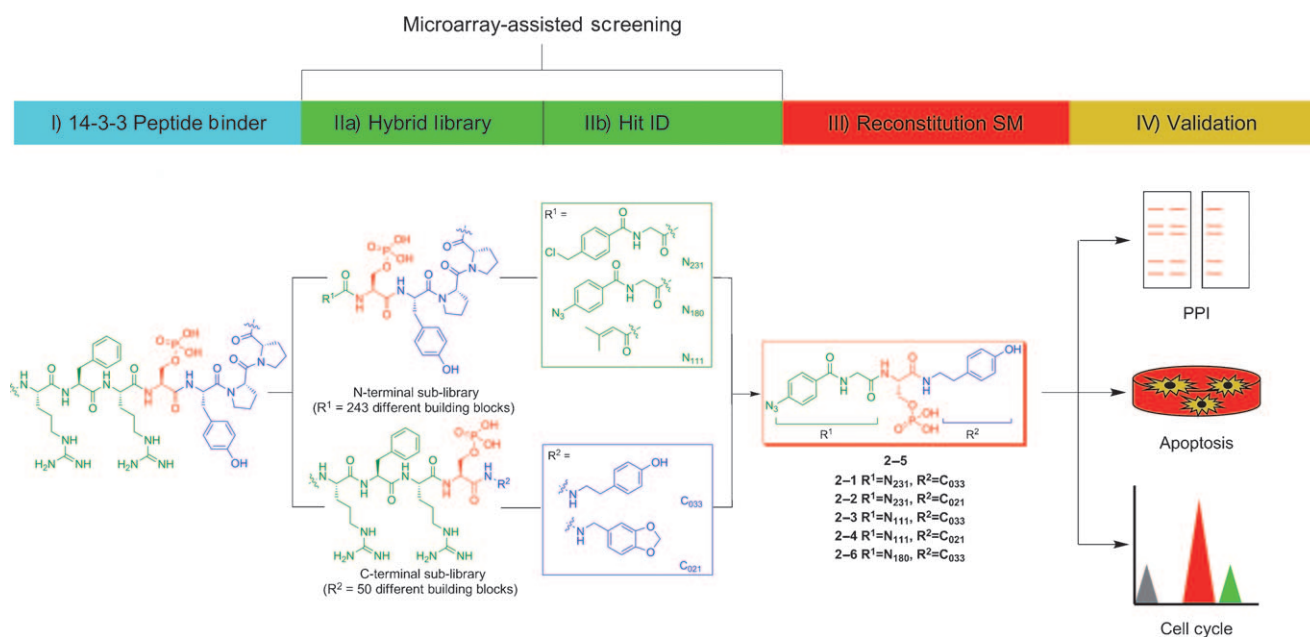 Microarray-assisted screening
I) 14-3-3 Peptide binder
IIa) Hybrid library
IIb) Hit ID
III) Reconstitution SM
IV) Validation
N-terminal sub-library
(R1 = 243 different building blocks)
C-terminal sub-library
(R2 = 50 different building blocks)
R1 =
Cl
N231
N3
N180
N111
R2 =
OH
C033
C021
R1
R2
2–5
2–1 R1=N231, R2=C033
2–2 R1=N231, R2=C021
2–3 R1=N111, R2=C033
2–4 R1=N111, R2=C021
2–6 R1=N180, R2=C033
PPI
Apoptosis
Cell cycle